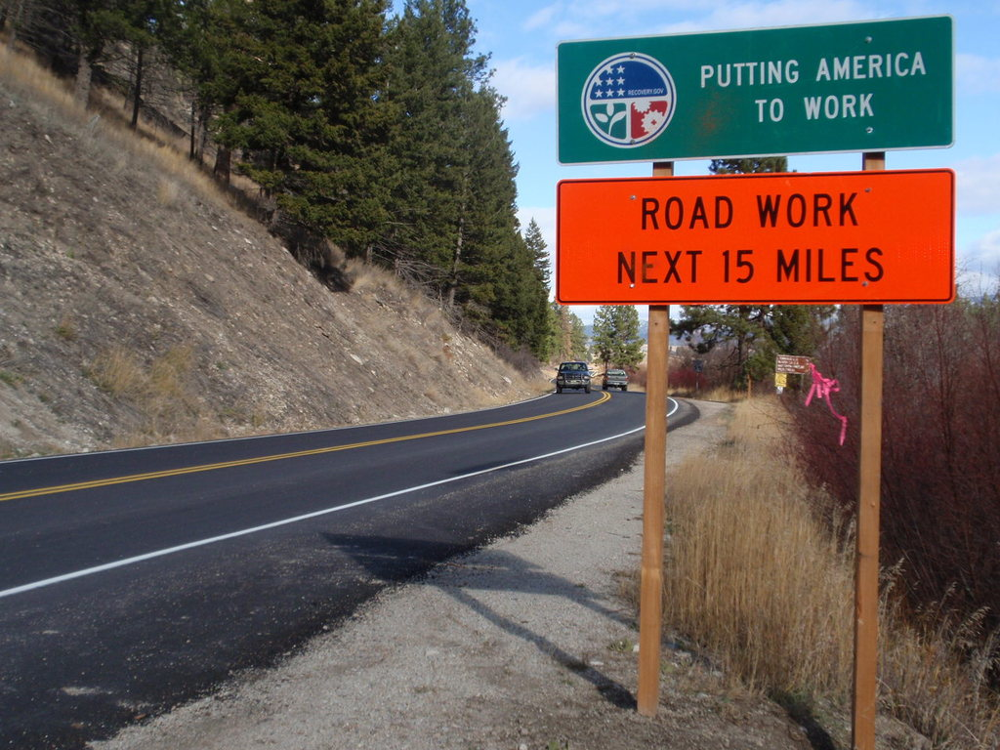 RECOVERY.GOV
PUTTING AMERICA
TO WORK
ROAD WORK
NEXT 15 MILES